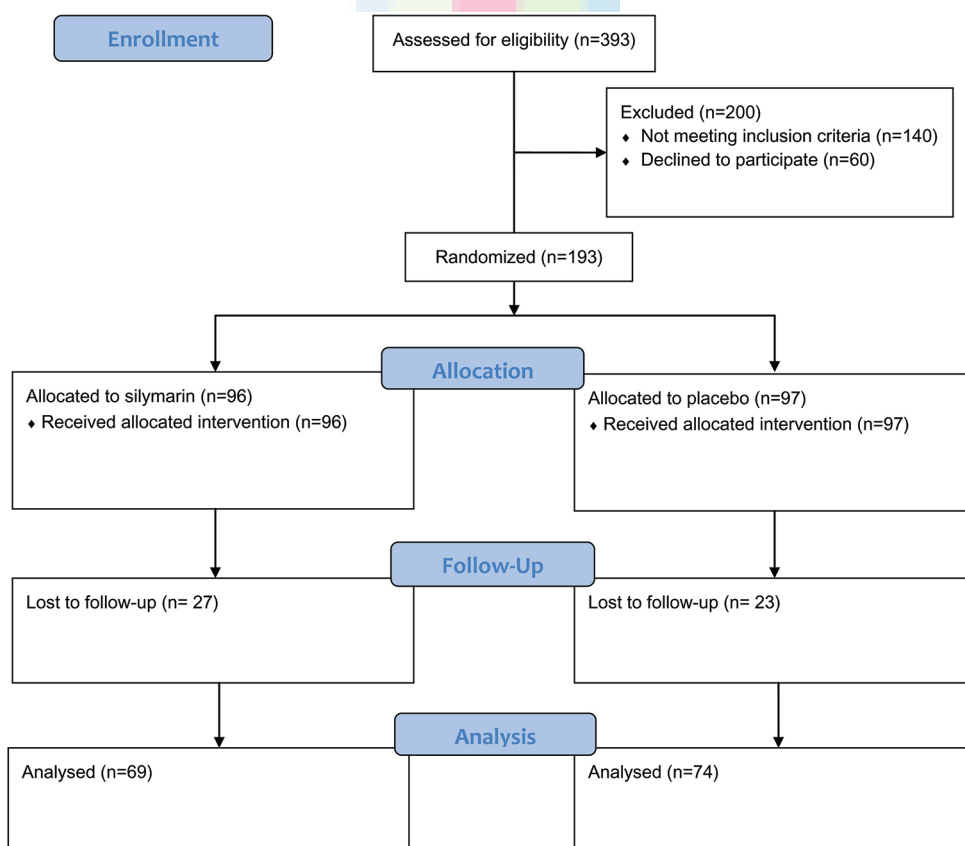 Enrollment
Assessed for eligibility (n=393)
Excluded (n=200)
♦ Not meeting inclusion criteria (n=140)
♦ Declined to participate (n=60)
Randomized (n=193)
Allocation
Allocated to silymarin (n=96)
♦ Received allocated intervention (n=96)
Allocated to placebo (n=97)
♦ Received allocated intervention (n=97)
Follow-Up
Lost to follow-up (n= 27)
Lost to follow-up (n= 23)
Analysis
Analysed (n=69)
Analysed (n=74)